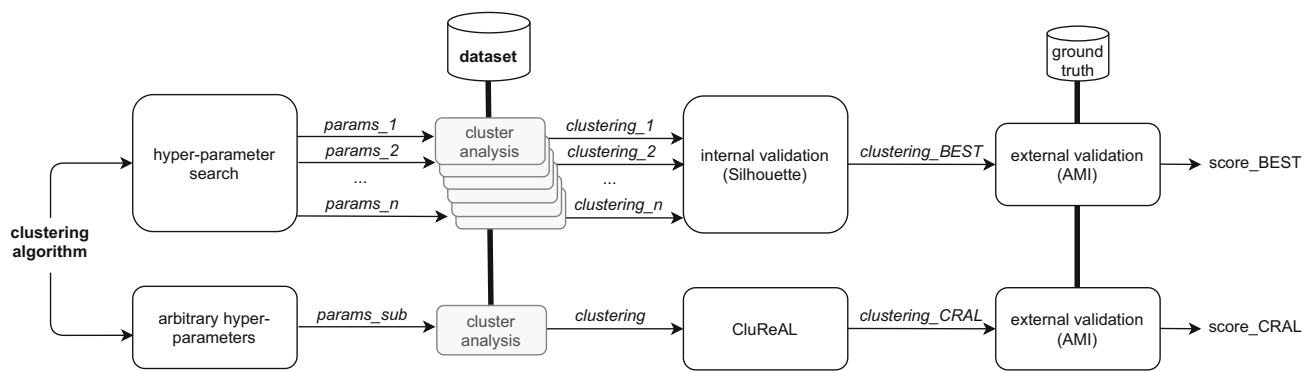 dataset
ground
truth
hyper-parameter
search
params_1
params_2
...
params_n
cluster
analysis
clustering_1
clustering_2
...
clustering_n
internal validation
(Silhouette)
clustering_BEST
external validation
(AMI)
score_BEST
clustering
algorithm
arbitrary hyper-
parameters
params_sub
cluster
analysis
clustering
CluReAL
clustering_CRAL
external validation
(AMI)
score_CRAL